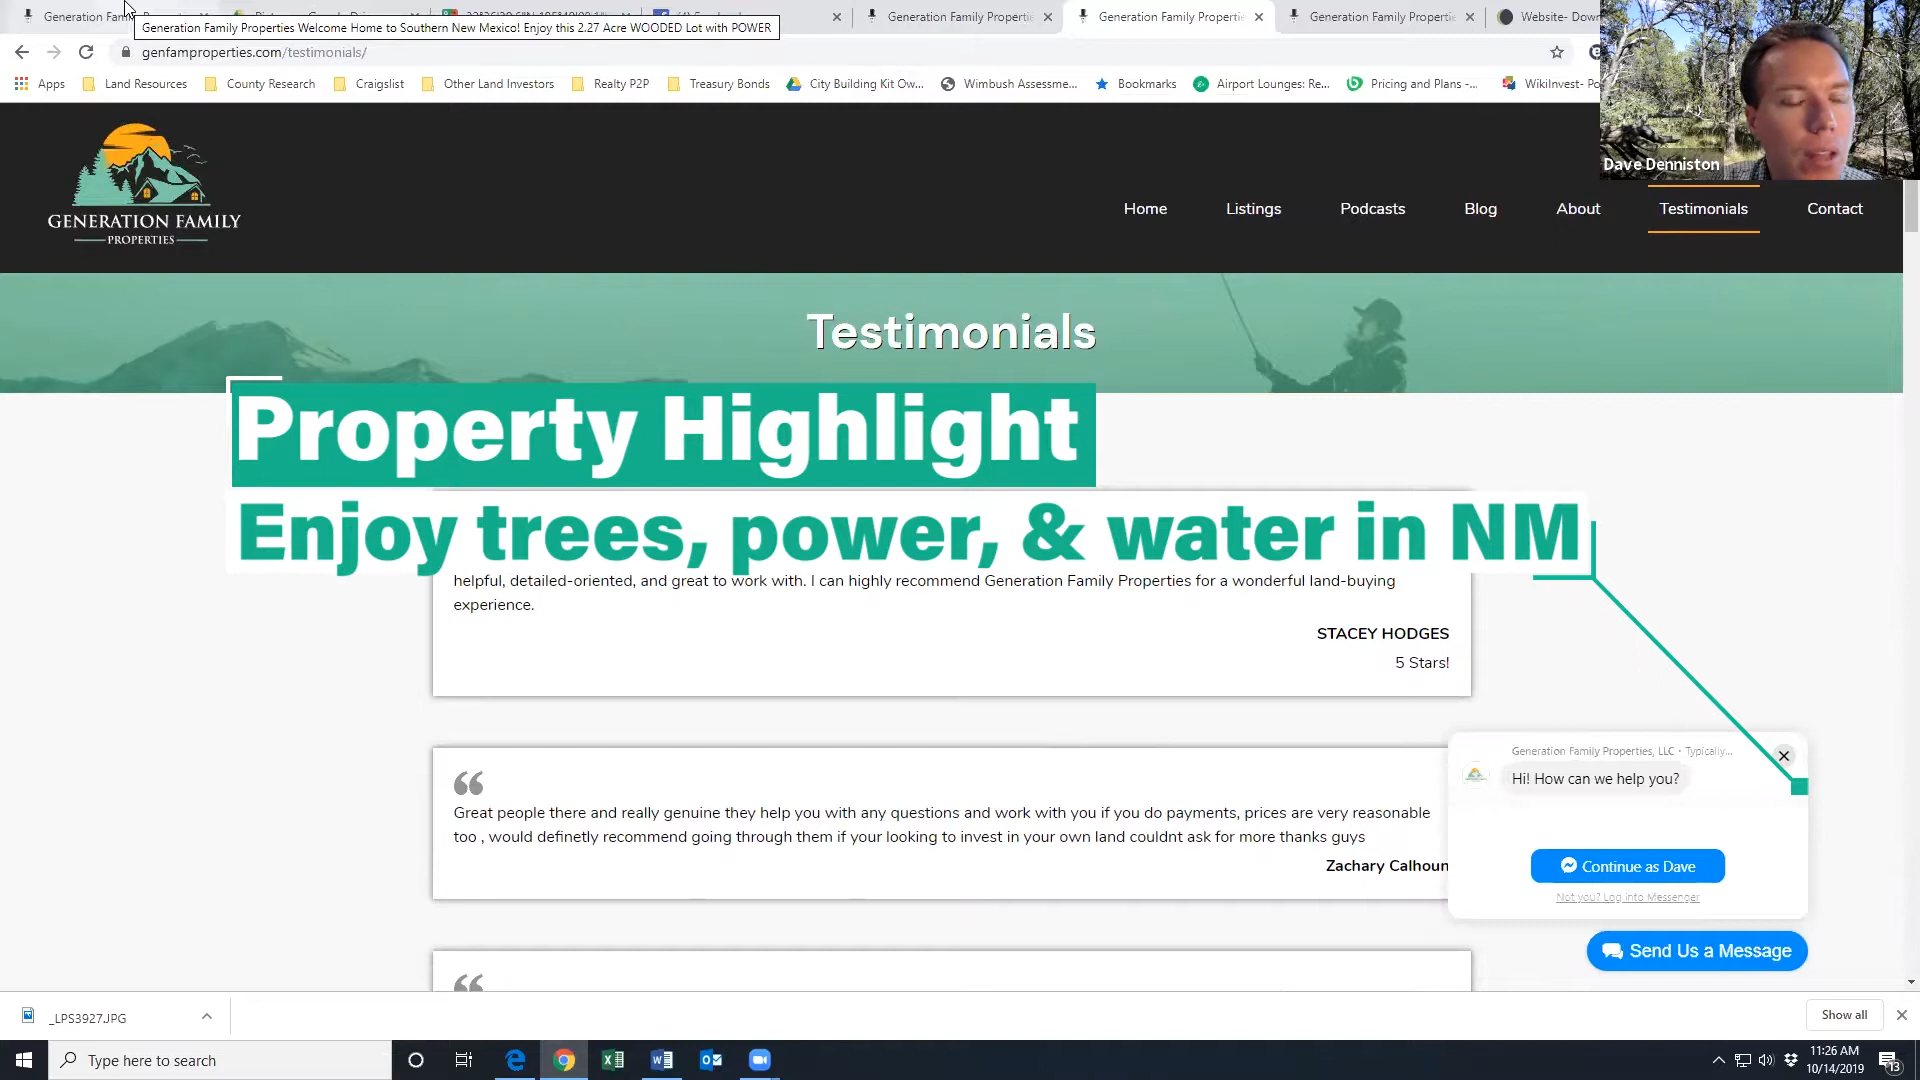 Generation Family Propertie
Generation Family Propertie
Generation Family Propertie
Website- Down
Generation Family Properties Welcome Home to Southern New Mexico! Enjoy this 2.27 Acre WOODED Lot with POWER
genfamproperties.com/testimonials/
Apps
Land Resources
County Research
Craigslist
Other Land Investors
Realty P2P
Treasury Bonds
City Building Kit Ow...
Wimbush Assessme...
Bookmarks
Airport Lounges: Re...
Pricing and Plans -...
WikiInvest- Po
Dave Denniston
GENERATION FAMILY
PROPERTIES
Home
Listings
Podcasts
Blog
About
Testimonials
Contact
Testimonials
Property Highlight
Enjoy trees, power, & water in NM
helpful, detailed-oriented, and great to work with. I can highly recommend Generation Family Properties for a wonderful land-buying
experience.
STACEY HODGES
5 Stars!
Great people there and really genuine they help you with any questions and work with you if you do payments, prices are very reasonable
too , would definetly recommend going through them if your looking to invest in your own land couldnt ask for more thanks guys
Zachary Calhoun
Generation Family Properties, LLC • Typically...
Hi! How can we help you?
Continue as Dave
Not you? Log into Messenger
Send Us a Message
_LPS3927.JPG
Show all
Type here to search
11:26 AM
10/14/2019
13